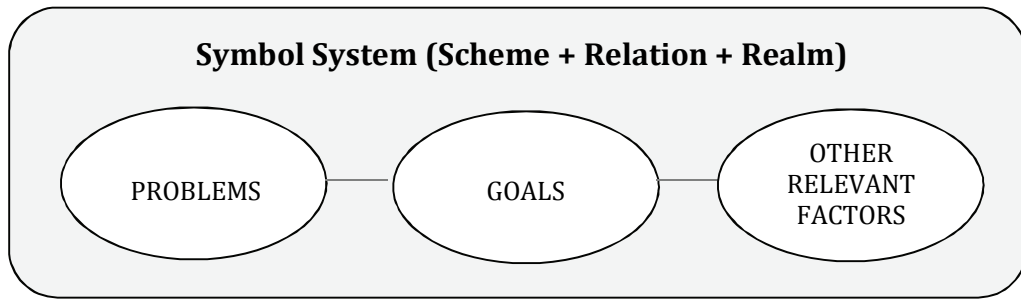 Symbol System (Scheme + Relation + Realm)
PROBLEMS
GOALS
OTHER
RELEVANT
FACTORS